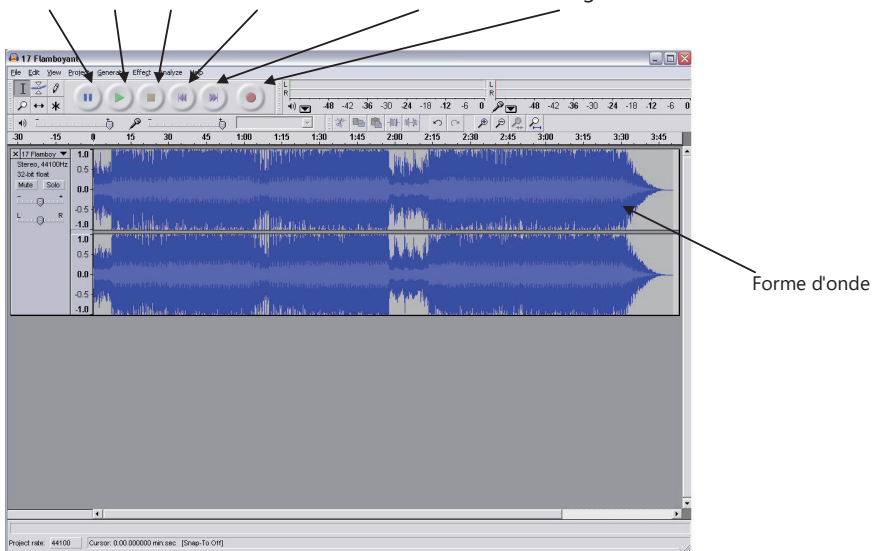 17 Flamboyant
File Edit View Project Generate Effect Analyze Help
L
R
L
R
-48 -42 -36 -30 -24 -18 -12 -6 0
-48 -42 -36 -30 -24 -18 -12 -6 0
-30 -15 0 15 30 45 1:00 1:15 1:30 1:45 2:00 2:15 2:30 2:45 3:00 3:15 3:30 3:45
17 Flamboy
Stereo, 44100Hz
32-bit float
Mute Solo
- +
L R
1.0
0.5
0.0
-0.5
-1.0
1.0
0.5
0.0
-0.5
-1.0
Forme d'onde
Project rate: 44100 Cursor: 0:00.000000 min:sec [Snap-To Off]